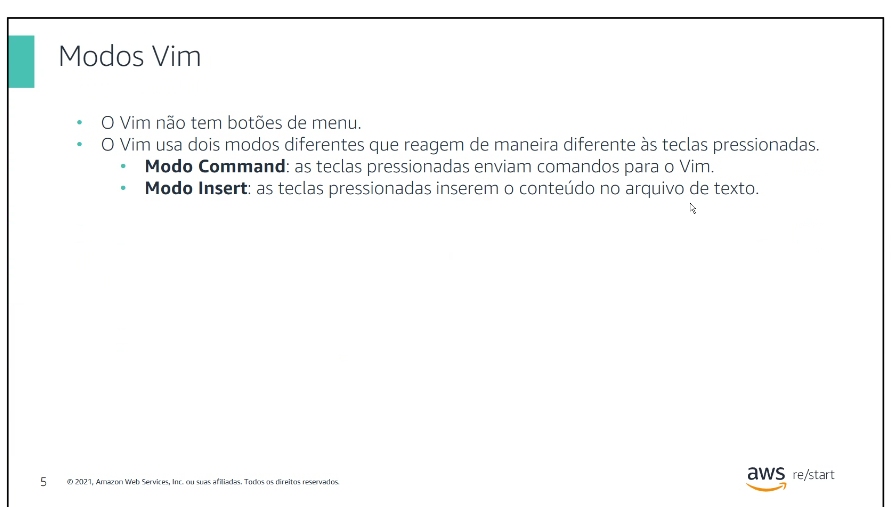 Modos Vim
• O Vim não tem botões de menu.
• O Vim usa dois modos diferentes que reagem de maneira diferente às teclas pressionadas.
• Modo Command: as teclas pressionadas enviam comandos para o Vim.
• Modo Insert: as teclas pressionadas inserem o conteúdo no arquivo de texto.
5 © 2021, Amazon Web Services, Inc. ou suas afiliadas. Todos os direitos reservados.
aws re/start